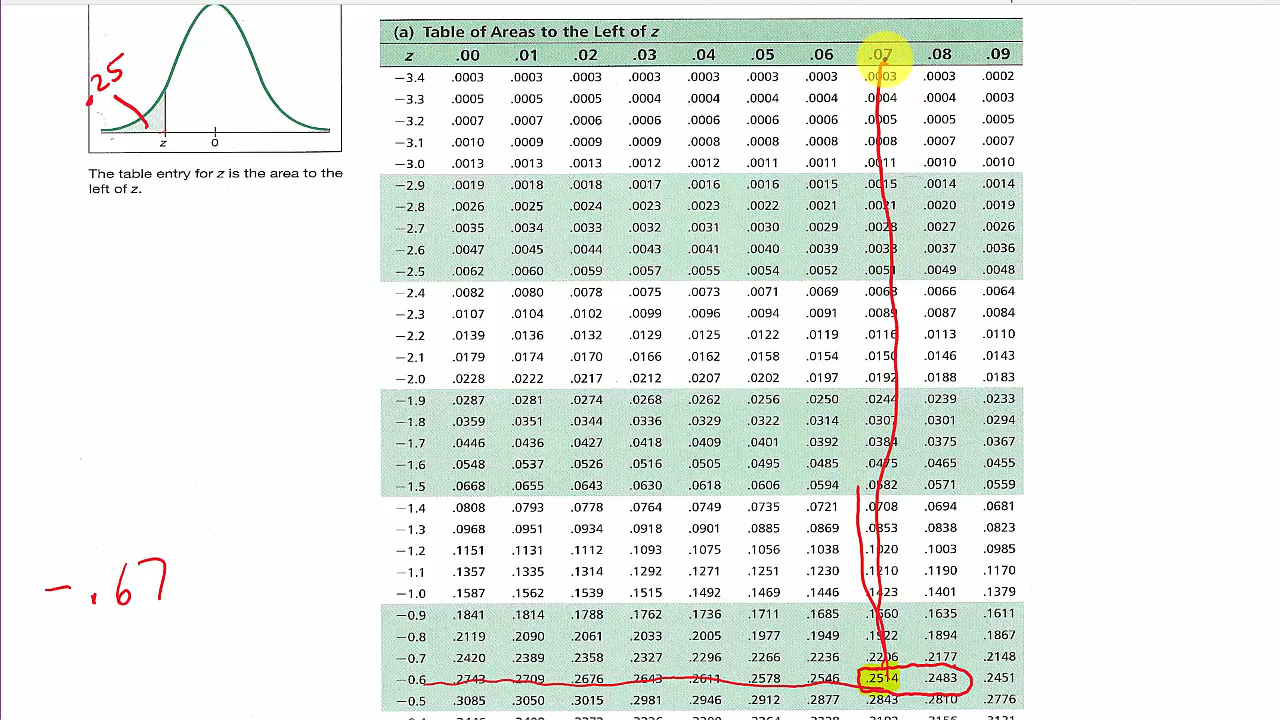 (a) Table of Areas to the Left of z
z .00 .01 .02 .03 .04 .05 .06 .07 .08 .09
−3.4 .0003 .0003 .0003 .0003 .0003 .0003 .0003 .0003 .0003 .0002
.25
−3.3 .0005 .0005 .0005 .0004 .0004 .0004 .0004 .0004 .0004 .0003
−3.2 .0007 .0007 .0006 .0006 .0006 .0006 .0006 .0005 .0005 .0005
z 0
−3.1 .0010 .0009 .0009 .0009 .0008 .0008 .0008 .0008 .0007 .0007
−3.0 .0013 .0013 .0013 .0012 .0012 .0011 .0011 .0011 .0010 .0010
The table entry for z is the area to the
left of z.
−2.9 .0019 .0018 .0018 .0017 .0016 .0016 .0015 .0015 .0014 .0014
−2.8 .0026 .0025 .0024 .0023 .0023 .0022 .0021 .0021 .0020 .0019
−2.7 .0035 .0034 .0033 .0032 .0031 .0030 .0029 .0028 .0027 .0026
−2.6 .0047 .0045 .0044 .0043 .0041 .0040 .0039 .0038 .0037 .0036
−2.5 .0062 .0060 .0059 .0057 .0055 .0054 .0052 .0051 .0049 .0048
−2.4 .0082 .0080 .0078 .0075 .0073 .0071 .0069 .0068 .0066 .0064
−2.3 .0107 .0104 .0102 .0099 .0096 .0094 .0091 .0089 .0087 .0084
−2.2 .0139 .0136 .0132 .0129 .0125 .0122 .0119 .0116 .0113 .0110
−2.1 .0179 .0174 .0170 .0166 .0162 .0158 .0154 .0150 .0146 .0143
−2.0 .0228 .0222 .0217 .0212 .0207 .0202 .0197 .0192 .0188 .0183
−1.9 .0287 .0281 .0274 .0268 .0262 .0256 .0250 .0244 .0239 .0233
−1.8 .0359 .0351 .0344 .0336 .0329 .0322 .0314 .0307 .0301 .0294
−1.7 .0446 .0436 .0427 .0418 .0409 .0401 .0392 .0384 .0375 .0367
−1.6 .0548 .0537 .0526 .0516 .0505 .0495 .0485 .0475 .0465 .0455
−1.5 .0668 .0655 .0643 .0630 .0618 .0606 .0594 .0582 .0571 .0559
−1.4 .0808 .0793 .0778 .0764 .0749 .0735 .0721 .0708 .0694 .0681
−1.3 .0968 .0951 .0934 .0918 .0901 .0885 .0869 .0853 .0838 .0823
−1.2 .1151 .1131 .1112 .1093 .1075 .1056 .1038 .1020 .1003 .0985
−1.1 .1357 .1335 .1314 .1292 .1271 .1251 .1230 .1210 .1190 .1170
−.67
−1.0 .1587 .1562 .1539 .1515 .1492 .1469 .1446 .1423 .1401 .1379
−0.9 .1841 .1814 .1788 .1762 .1736 .1711 .1685 .1660 .1635 .1611
−0.8 .2119 .2090 .2061 .2033 .2005 .1977 .1949 .1922 .1894 .1867
−0.7 .2420 .2389 .2358 .2327 .2296 .2266 .2236 .2206 .2177 .2148
−0.6 .2743 .2709 .2676 .2643 .2611 .2578 .2546 .2514 .2483 .2451
−0.5 .3085 .3050 .3015 .2981 .2946 .2912 .2877 .2843 .2810 .2776